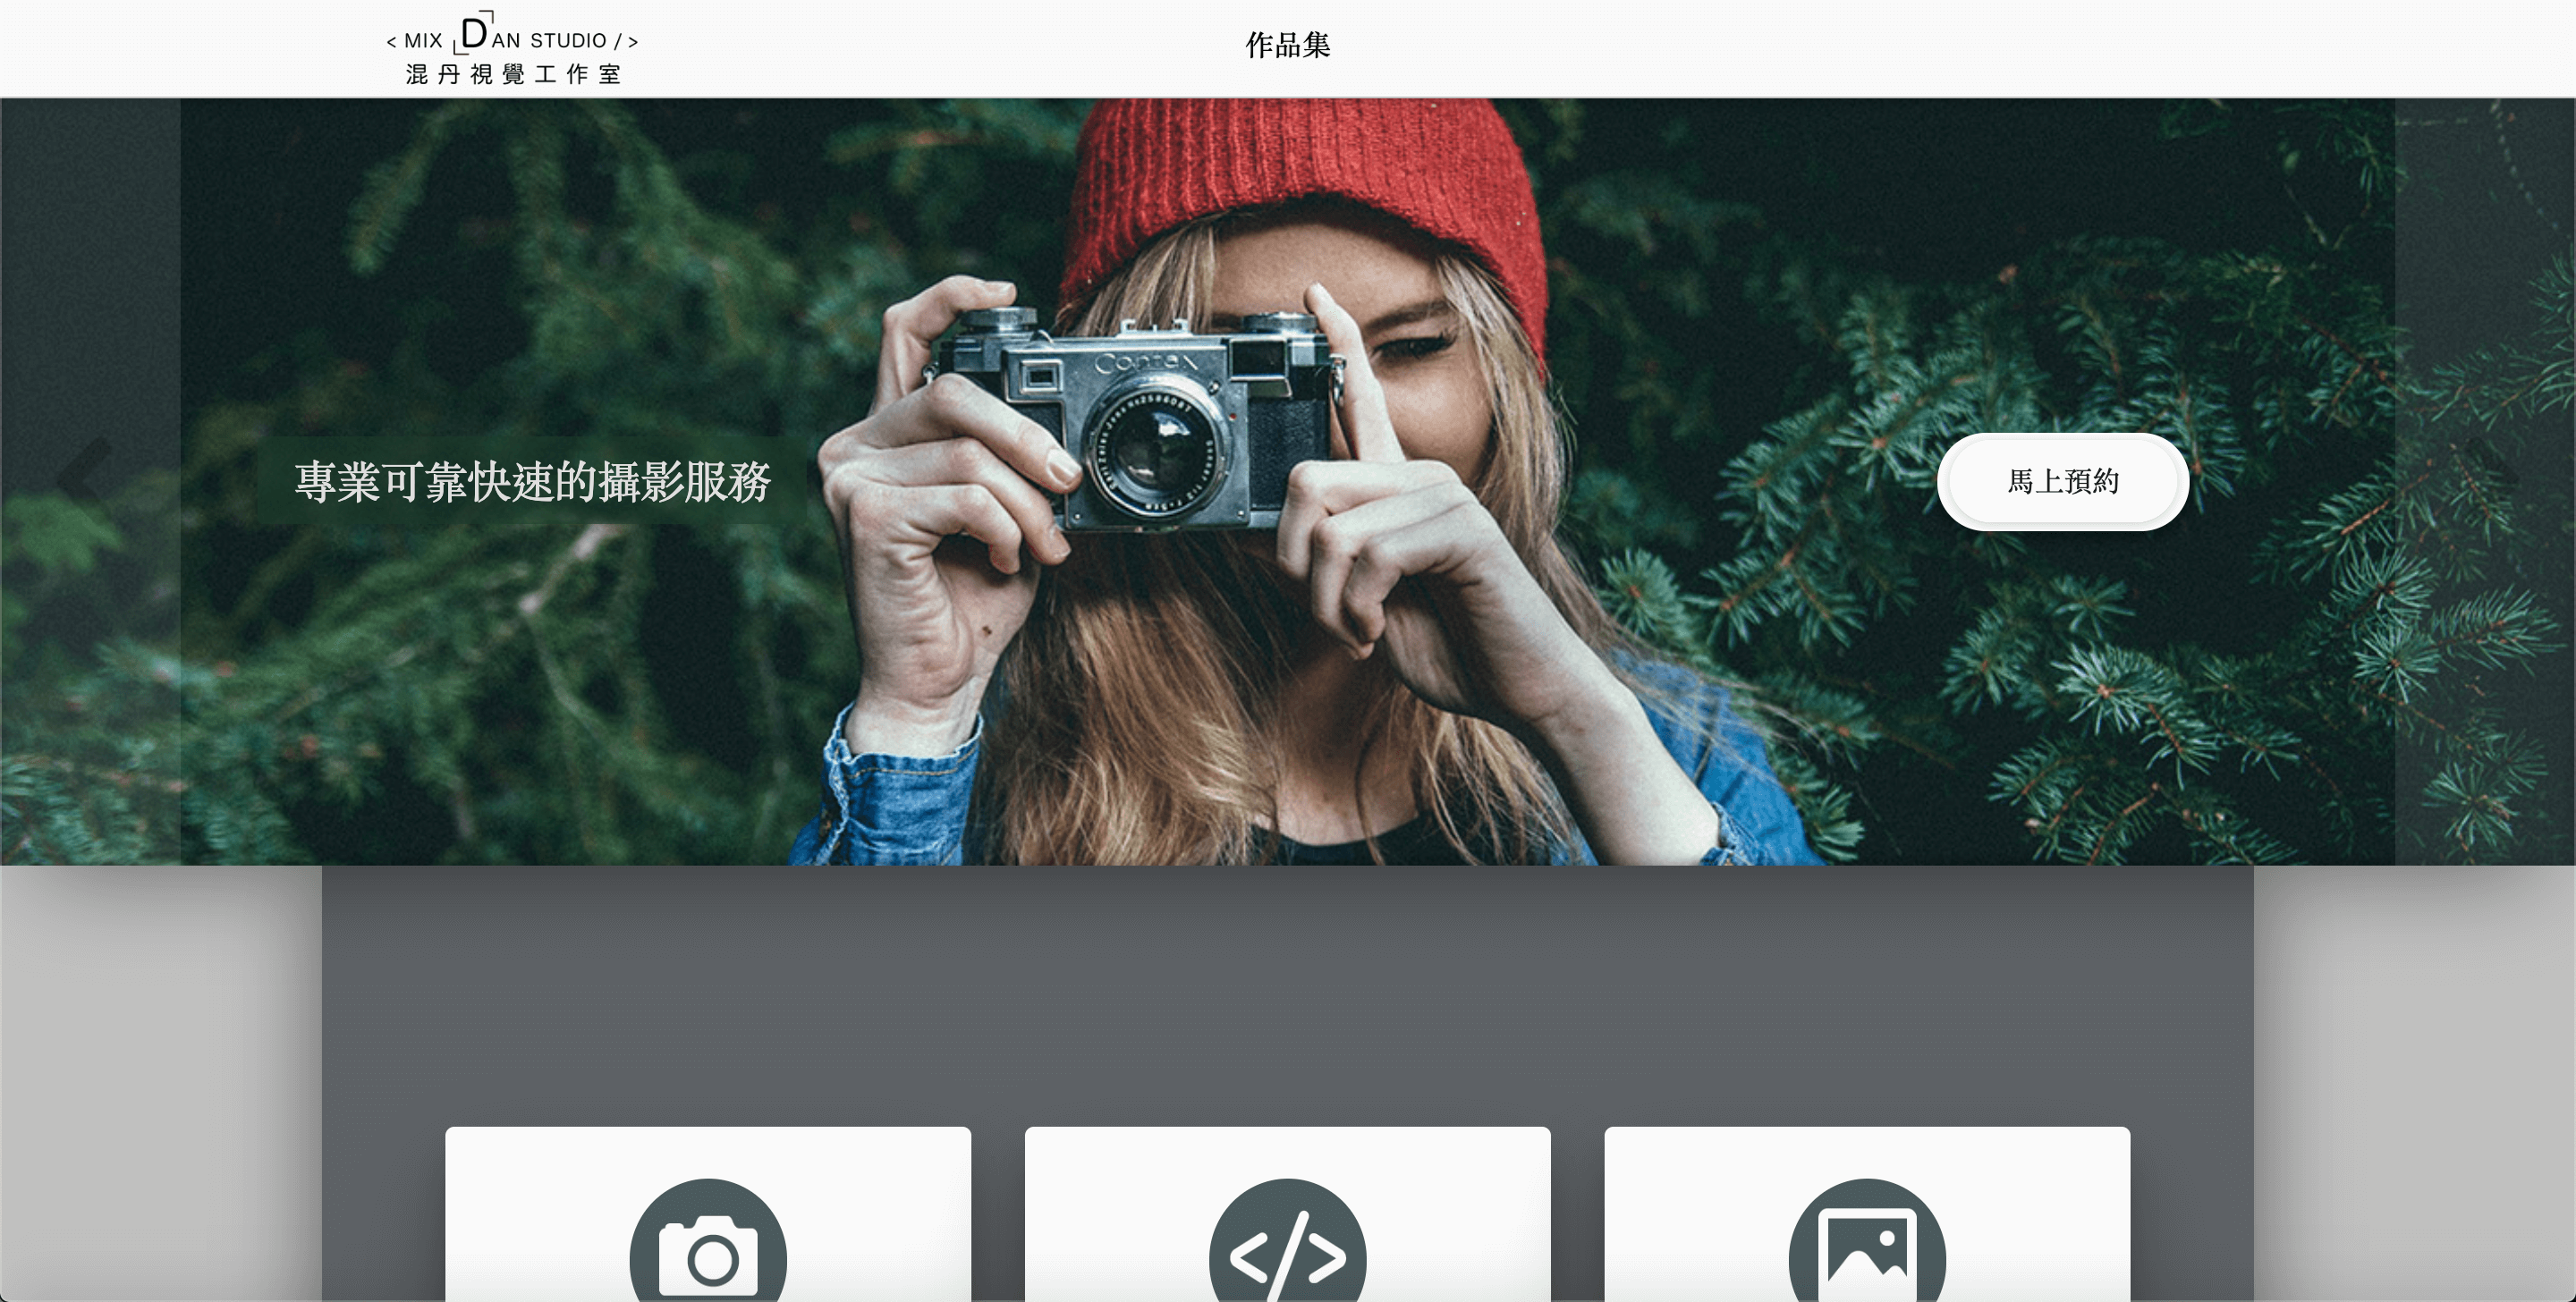 < MIX DAN STUDIO / >
混丹視覺工作室
作品集
Contax
專業可靠快速的攝影服務
馬上預約